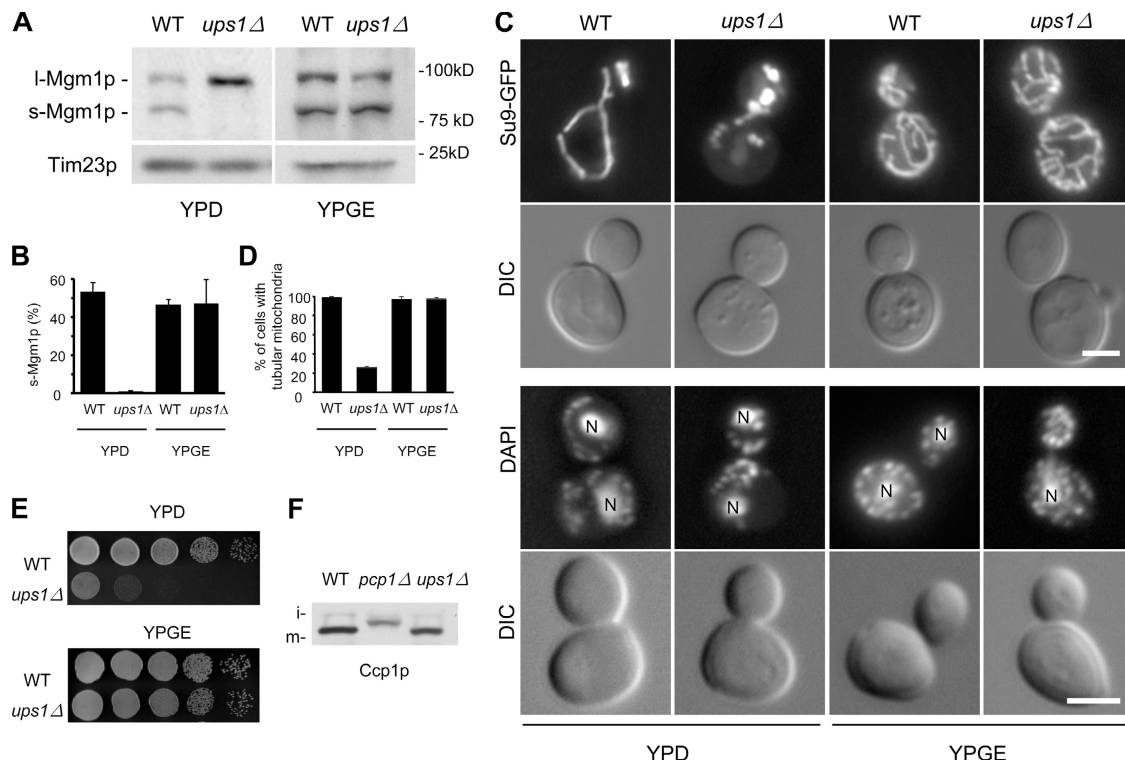 A
WT ups1Δ WT ups1Δ
l-Mgm1p - -100kD
s-Mgm1p - - 75 kD
- 25kD
Tim23p
YPD YPGE
B
s-Mgm1p (%)
60
40
20
0
WT ups1Δ WT ups1Δ
YPD YPGE
D
% of cells with
tubular mitochondria
100
80
60
40
20
0
WT ups1Δ WT ups1Δ
YPD YPGE
E
YPD
WT
ups1Δ
YPGE
WT
ups1Δ
F
WT pcp1Δ ups1Δ
i-
m-
Ccp1p
C
WT ups1Δ WT ups1Δ
Su9-GFP
DIC
DAPI
N N N N
N N N N
DIC
YPD YPGE